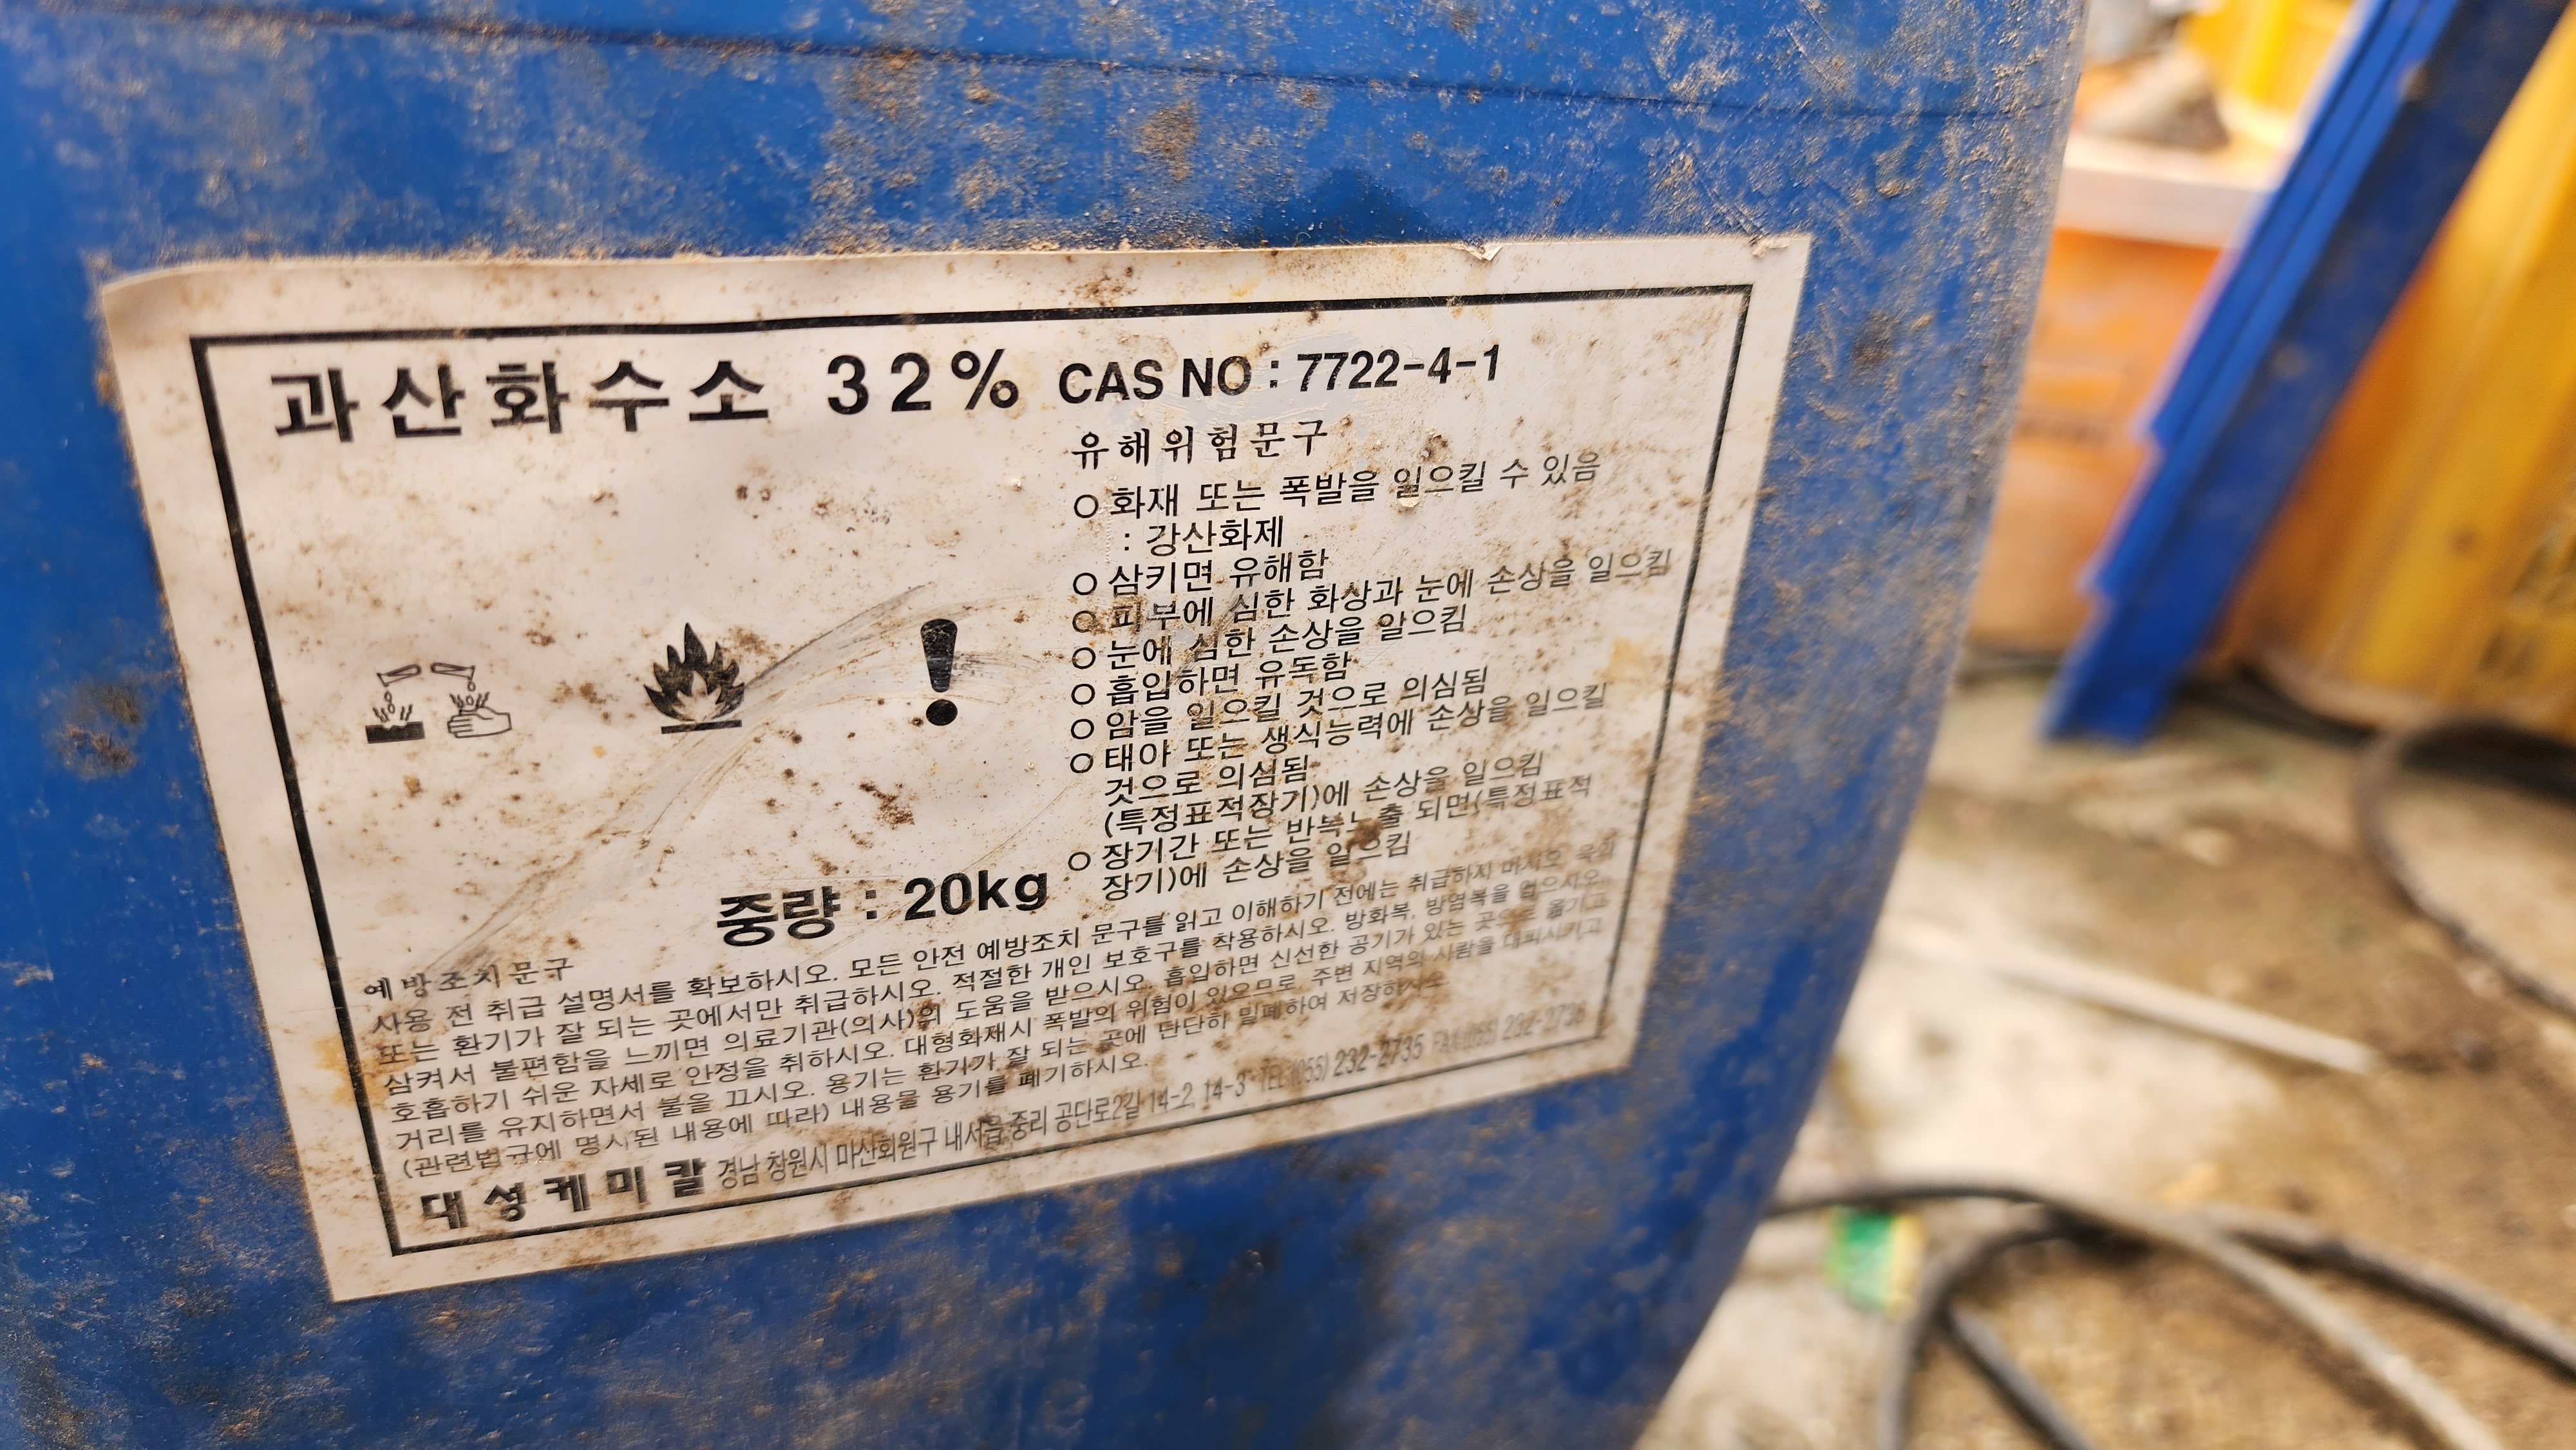 과산화수소 32% CAS NO : 7722-4-1
유해위험문구
○ 화재 또는 폭발을 일으킬 수 있음
: 강산화제
○ 삼키면 유해함
○ 피부에 심한 화상과 눈에 손상을 일으킴
○ 눈에 심한 손상을 알으킴
○ 흡입하면 유독함
○ 암을 일으킬 것으로 의심됨
○ 태아 또는 생식능력에 손상을 일으킬
것으로 의심됨
(특정표적장기)에 손상을 일으킴
○ 장기간 또는 반복노출 되면(특정표적
장기)에 손상을 일으킴
중량 : 20kg
예방조치문구
사용 전 취급 설명서를 확보하시오. 모든 안전 예방조치 문구를 읽고 이해하기 전에는 취급하지 마시오. 옥외
또는 환기가 잘 되는 곳에서만 취급하시오. 적절한 개인 보호구를 착용하시오. 방화복, 방염복을 입으시오.
삼켜서 불편함을 느끼면 의료기관(의사)의 도움을 받으시오. 흡입하면 신선한 공기가 있는 곳으로 옮기고
호흡하기 쉬운 자세로 안정을 취하시오. 대형화재시 폭발의 위험이 있으므로, 주변 지역의 사람을 대피시키고
거리를 유지하면서 불을 끄시오. 용기는 환기가 잘 되는 곳에 단단히 밀폐하여 저장하시오.
(관련법규에 명시된 내용에 따라) 내용물 용기를 폐기하시오.
대성케미칼 경남 창원시 마산회원구 내서읍 중리 공단로2길 14-2, 14-3 TEL:(055) 232-2735 FAX:(055) 232-2736